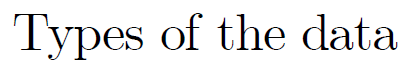 Types of the data